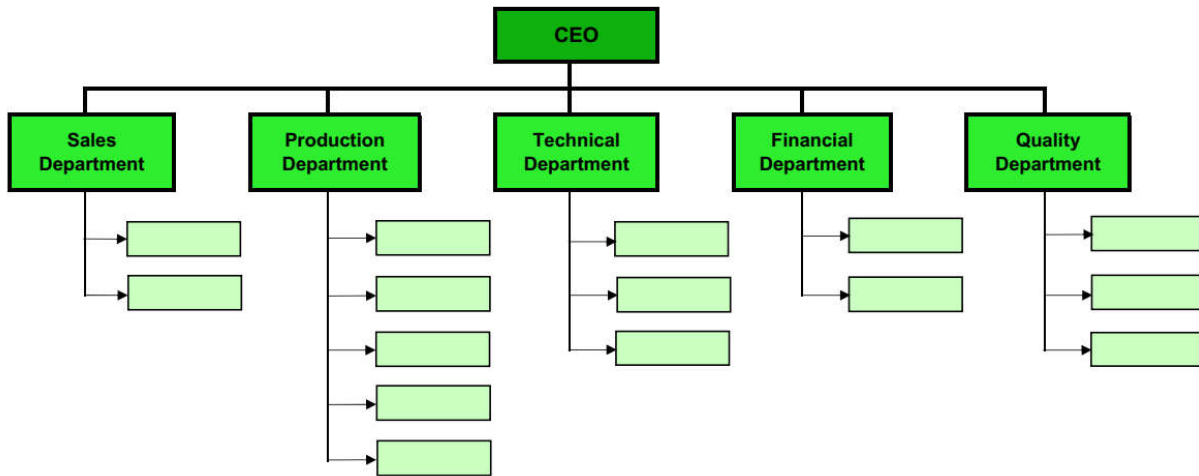 CEO
Sales
Department
Production
Department
Technical
Department
Financial
Department
Quality
Department